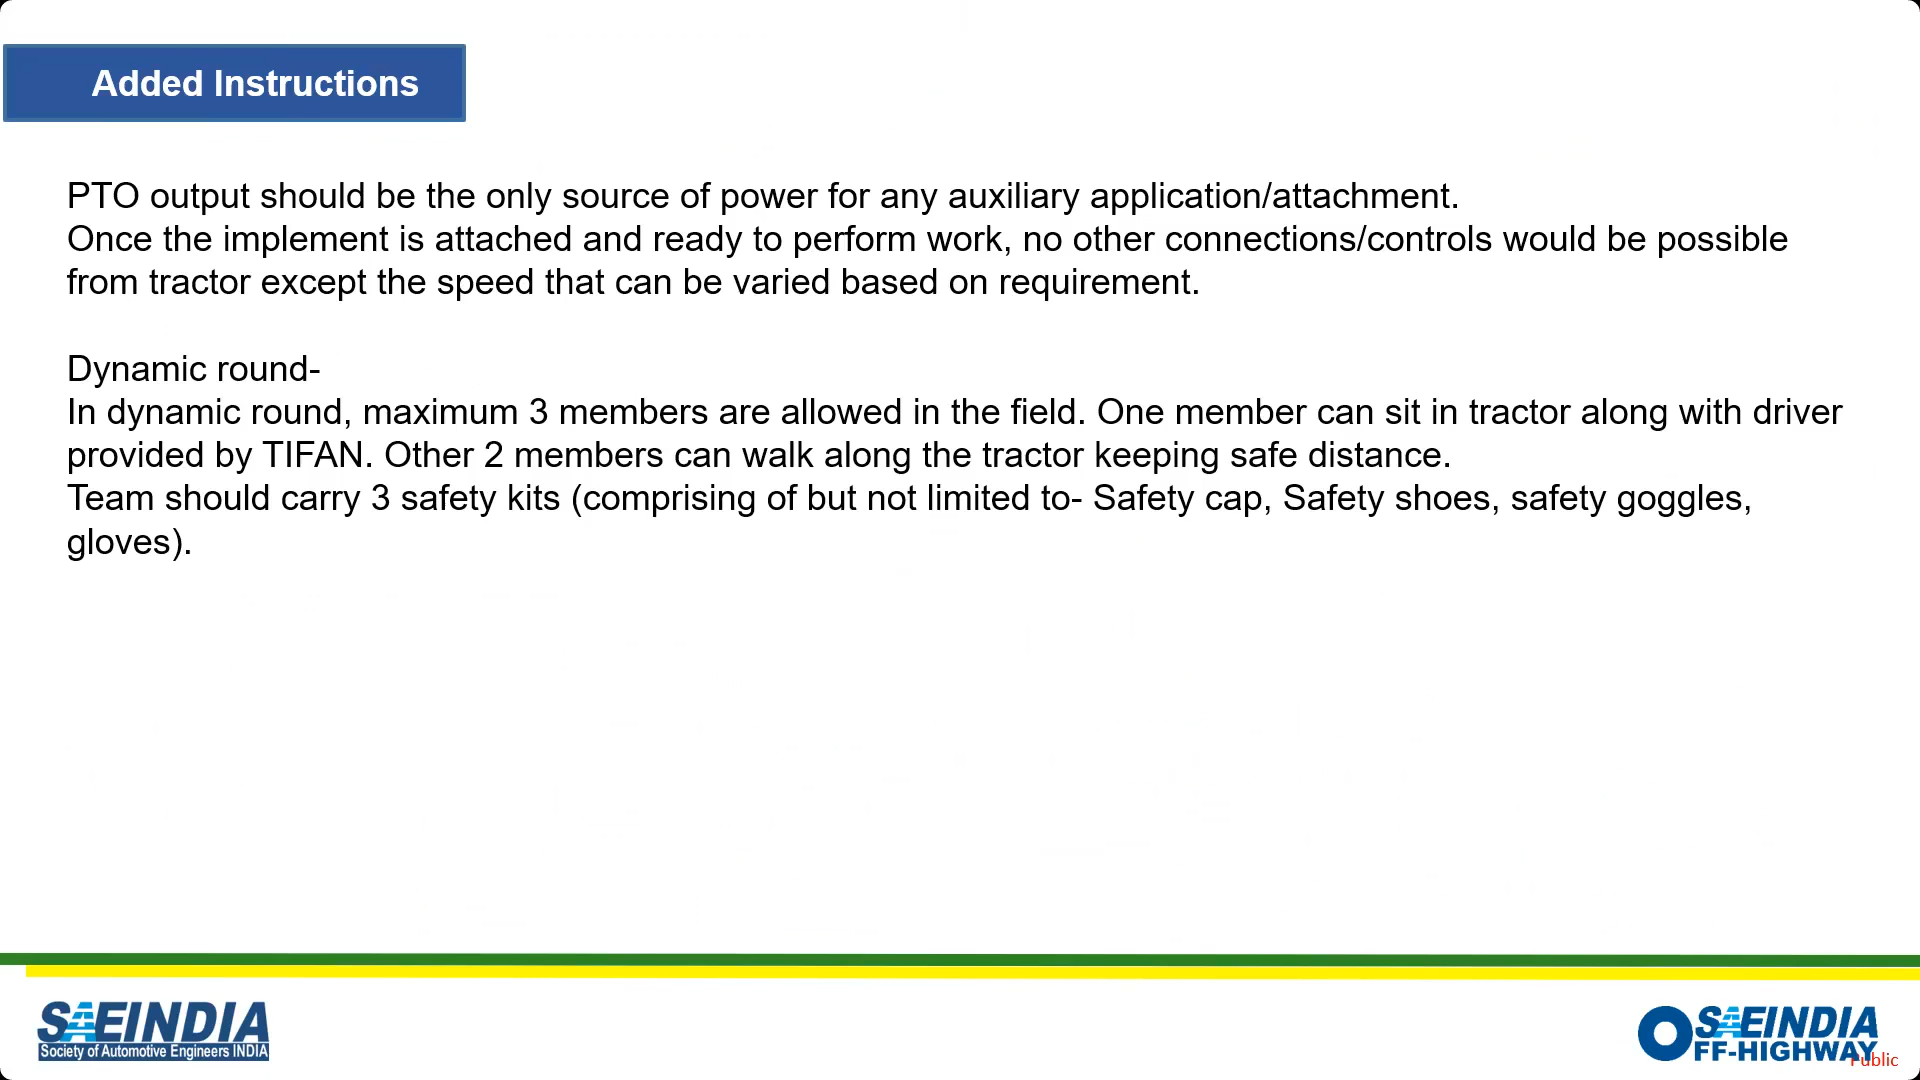 Added Instructions
PTO output should be the only source of power for any auxiliary application/attachment.
Once the implement is attached and ready to perform work, no other connections/controls would be possible
from tractor except the speed that can be varied based on requirement.
Dynamic round-
In dynamic round, maximum 3 members are allowed in the field. One member can sit in tractor along with driver
provided by TIFAN. Other 2 members can walk along the tractor keeping safe distance.
Team should carry 3 safety kits (comprising of but not limited to- Safety cap, Safety shoes, safety goggles,
gloves).
SAEINDIA
Society of Automotive Engineers INDIA
SAEINDIA
OFF-HIGHWAY
Public